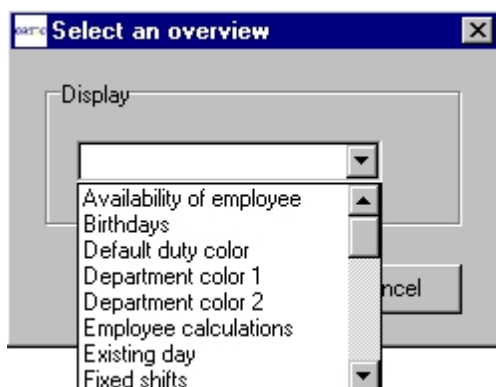 Select an overview
Display
Availability of employee
Birthdays
Default duty color
Department color 1
Department color 2
Employee calculations
Existing day
Fixed shifts
ncel